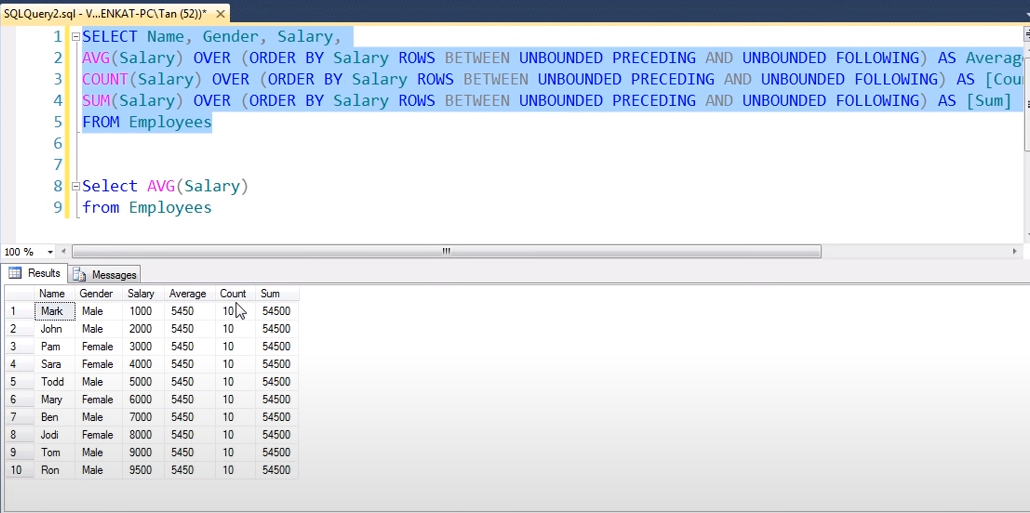 SQLQuery2.sql - V...ENKAT-PC\Tan (52))* ×
1 SELECT Name, Gender, Salary,
2 AVG(Salary) OVER (ORDER BY Salary ROWS BETWEEN UNBOUNDED PRECEDING AND UNBOUNDED FOLLOWING) AS Averag
3 COUNT(Salary) OVER (ORDER BY Salary ROWS BETWEEN UNBOUNDED PRECEDING AND UNBOUNDED FOLLOWING) AS [Cou
4 SUM(Salary) OVER (ORDER BY Salary ROWS BETWEEN UNBOUNDED PRECEDING AND UNBOUNDED FOLLOWING) AS [Sum]
5 FROM Employees
6
7
8 Select AVG(Salary)
9 from Employees
100 %
Results Messages
Name Gender Salary Average Count Sum
1 Mark Male 1000 5450 10 54500
2 John Male 2000 5450 10 54500
3 Pam Female 3000 5450 10 54500
4 Sara Female 4000 5450 10 54500
5 Todd Male 5000 5450 10 54500
6 Mary Female 6000 5450 10 54500
7 Ben Male 7000 5450 10 54500
8 Jodi Female 8000 5450 10 54500
9 Tom Male 9000 5450 10 54500
10 Ron Male 9500 5450 10 54500